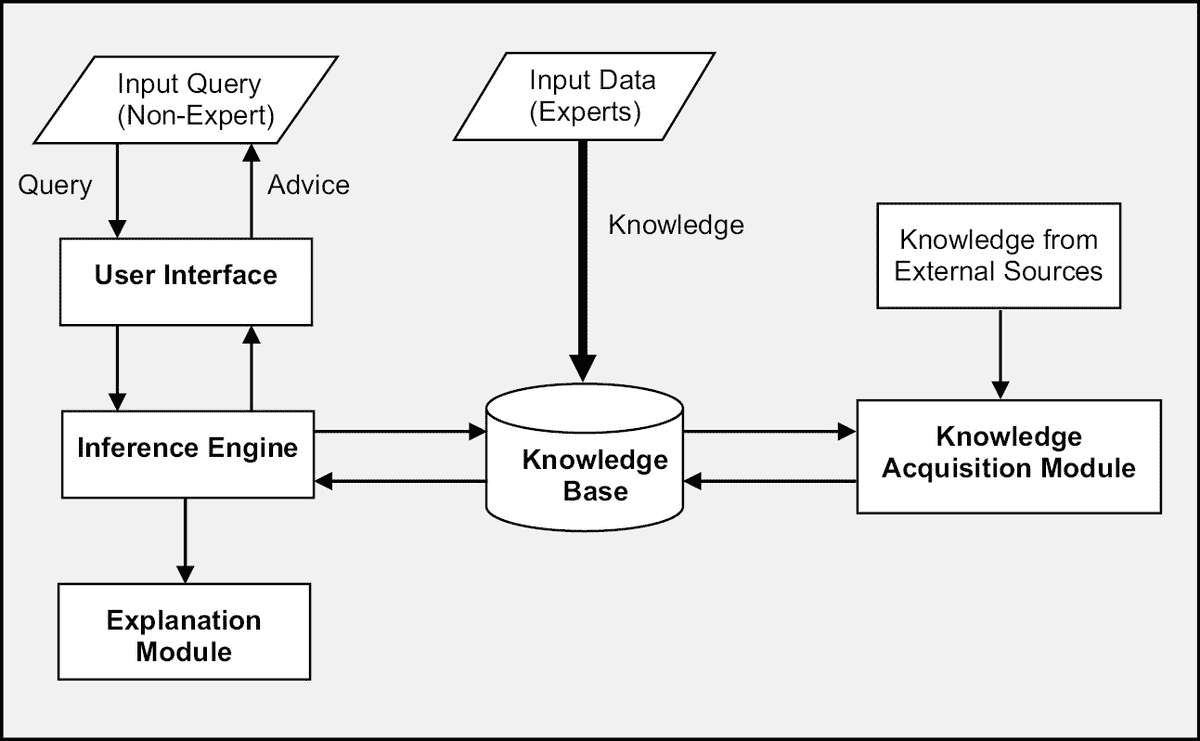 Input Query
(Non-Expert)
Input Data
(Experts)
Query
Advice
Knowledge
Knowledge from
External Sources
User Interface
Inference Engine
Knowledge
Base
Knowledge
Acquisition Module
Explanation
Module